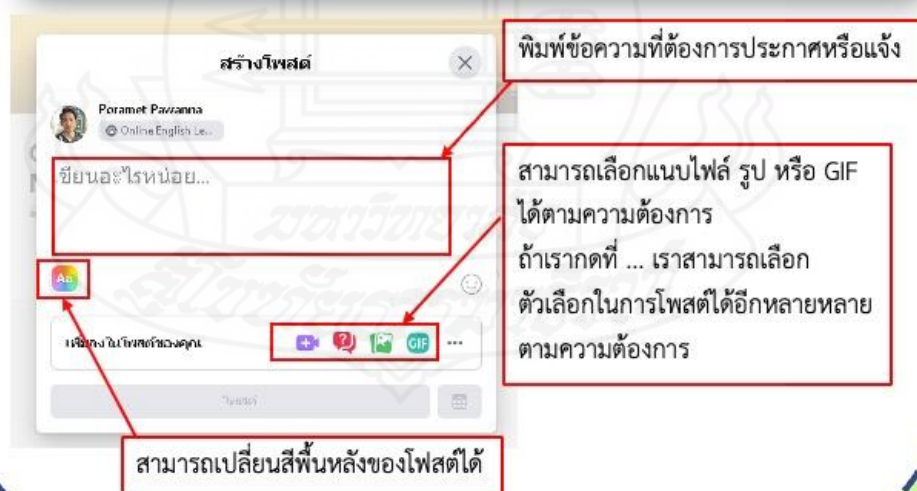 พิมพ์ข้อความที่ต้องการประกาศหรือแจ้ง
สร้างโพสต์
Poramet Pawanna
Online English Le...
เขียนอะไรหน่อย...
สามารถเลือกแนบไฟล์ รูป หรือ GIF
ได้ตามความต้องการ
ถ้าเรากดที่ ... เราสามารถเลือก
ตัวเลือกในการโพสต์ได้อีกหลายหลาย
ตามความต้องการ
Aa
GIF
โพสต์
สามารถเปลี่ยนสีพื้นหลังของโฟสต์ได้